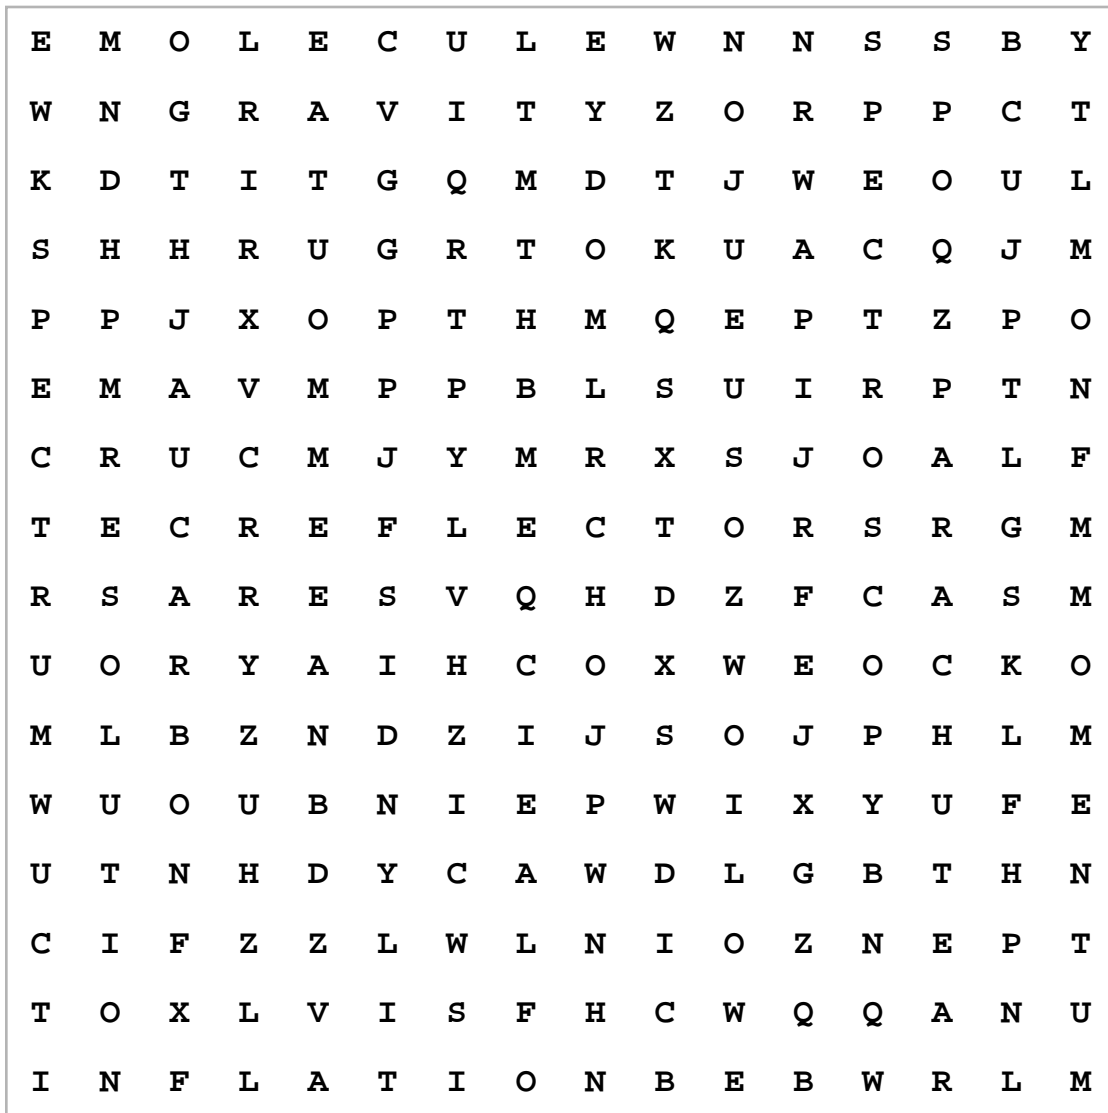 E M O L E C U L E W N N S S B Y
W N G R A V I T Y Z O R P P C T
K D T I T G Q M D T J W E O U L
S H H R U G R T O K U A C Q J M
P P J X O P T H M Q E P T Z P O
E M A V M P P B L S U I R P T N
C R U C M J Y M R X S J O A L F
T E C R E F L E C T O R S R G M
R S A R E S V Q H D Z F C A S M
U O R Y A I H C O X W E O C K O
M L B Z N D Z I J S O J P H L M
W U O U B N I E P W I X Y U F E
U T N H D Y C A W D L G B T H N
C I F Z Z L W L N I O Z N E P T
T O X L V I S F H C W Q Q A N U
I N F L A T I O N B E B W R L M